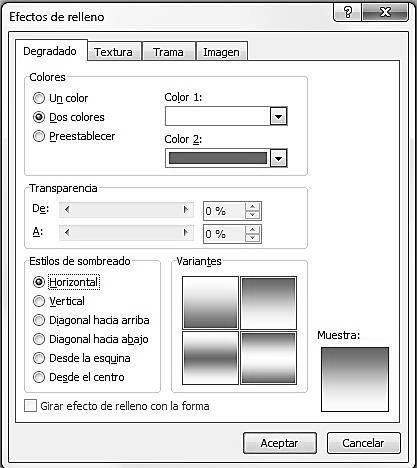 Efectos de relleno
Degradado Textura Trama Imagen
Colores
Un color
Dos colores
Preestablecer
Color 1:
Color 2:
Transparencia
De: 0 %
A: 0 %
Estilos de sombreado
Horizontal
Vertical
Diagonal hacia arriba
Diagonal hacia abajo
Desde la esquina
Desde el centro
Variantes
Muestra:
Girar efecto de relleno con la forma
Aceptar Cancelar